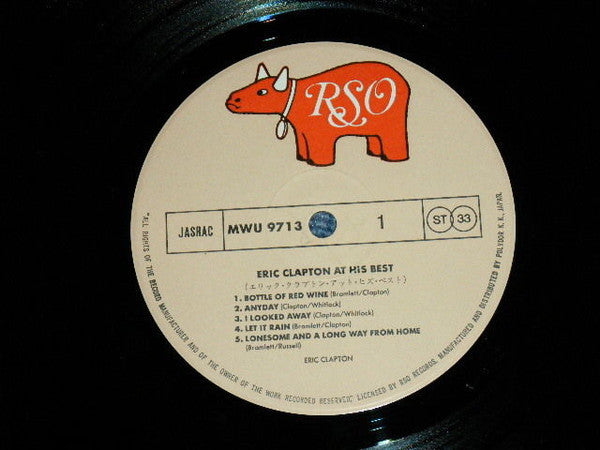 RSO
JASRAC
MWU 9713
1
ST
33
ERIC CLAPTON AT HIS BEST
(エリック・クラプトン・アット・ヒズ・ベスト)
1. BOTTLE OF RED WINE (Bramlett/Clapton)
2. ANYDAY (Clapton/Whitlock)
3. I LOOKED AWAY (Clapton/Whitlock)
4. LET IT RAIN (Bramlett/Clapton)
5. LONESOME AND A LONG WAY FROM HOME
(Bramlett/Russell)
ERIC CLAPTON
"ALL RIGHTS OF THE RECORD MANUFACTURER AND OF THE OWNER OF THE WORK RECORDED RESERVED" LICENSED BY RSO RECORDS. MANUFACTURED AND DISTRIBUTED BY POLYDOR K.K., JAPAN.